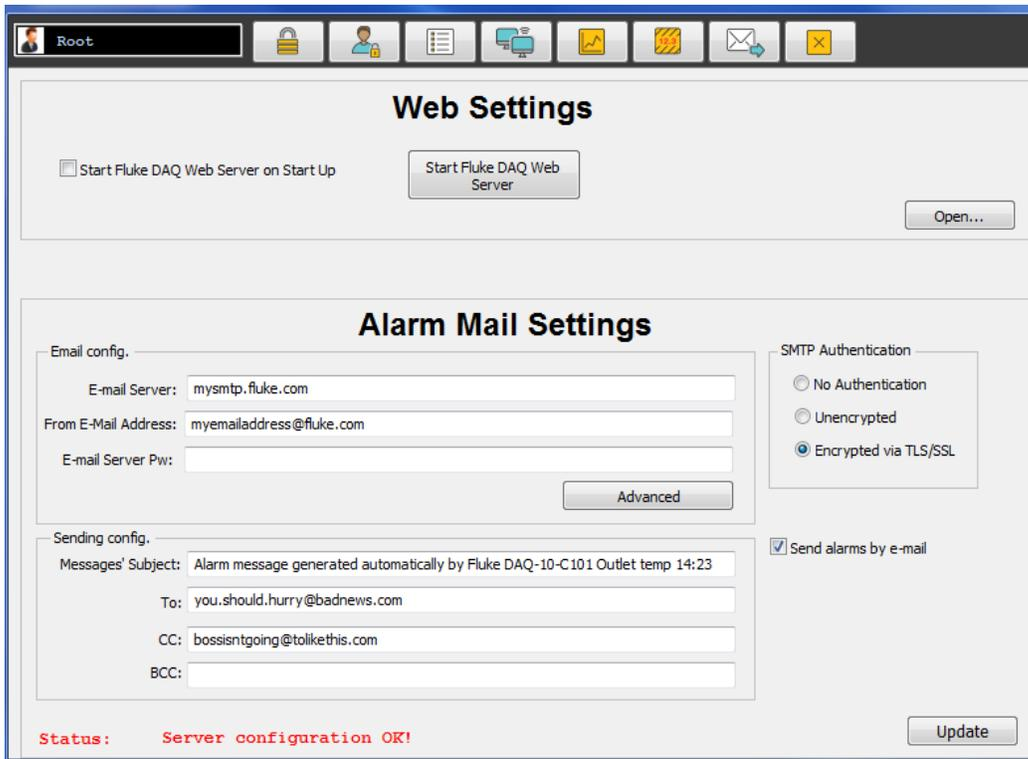 Root
12.3
Web Settings
Start Fluke DAQ Web Server on Start Up
Start Fluke DAQ Web
Server
Open...
Alarm Mail Settings
Email config.
SMTP Authentication
E-mail Server: mysmtp.fluke.com
No Authentication
From E-Mail Address: myemailaddress@fluke.com
Unencrypted
E-mail Server Pw:
Encrypted via TLS/SSL
Advanced
Sending config.
Send alarms by e-mail
Messages' Subject: Alarm message generated automatically by Fluke DAQ-10-C101 Outlet temp 14:23
To: you.should.hurry@badnews.com
CC: bossisntgoing@tolikethis.com
BCC:
Status: Server configuration OK!
Update